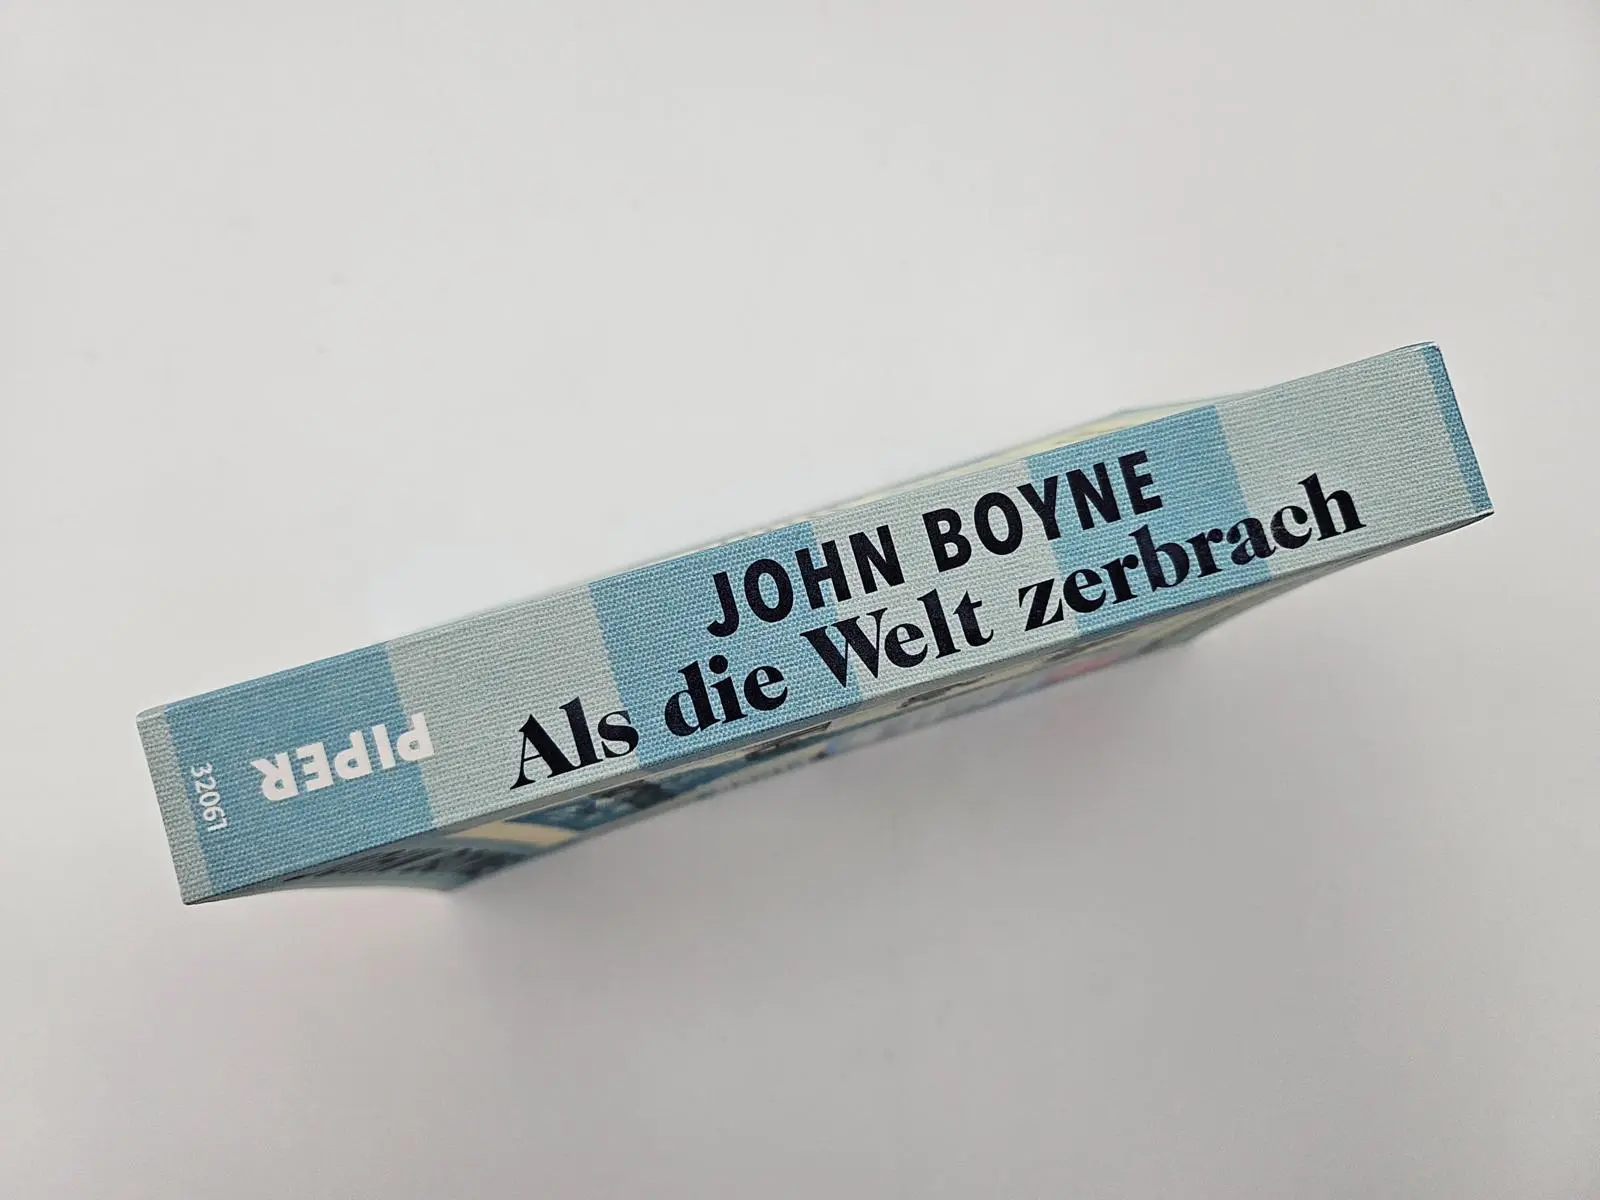 JOHN BOYNE
Als die Welt zerbrach
PIPER
32061